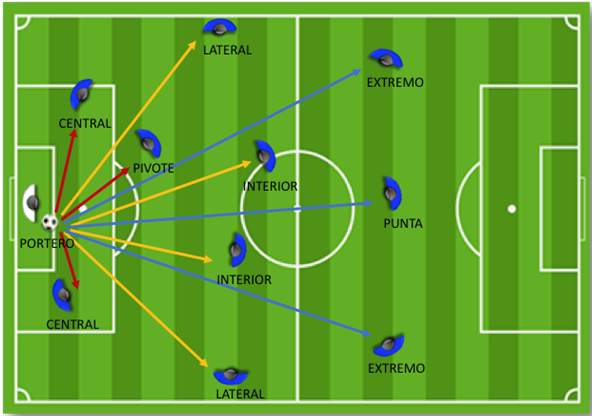 LATERAL
EXTREMO
CENTRAL
PIVOTE
INTERIOR
PUNTA
PORTERO
INTERIOR
CENTRAL
EXTREMO
LATERAL